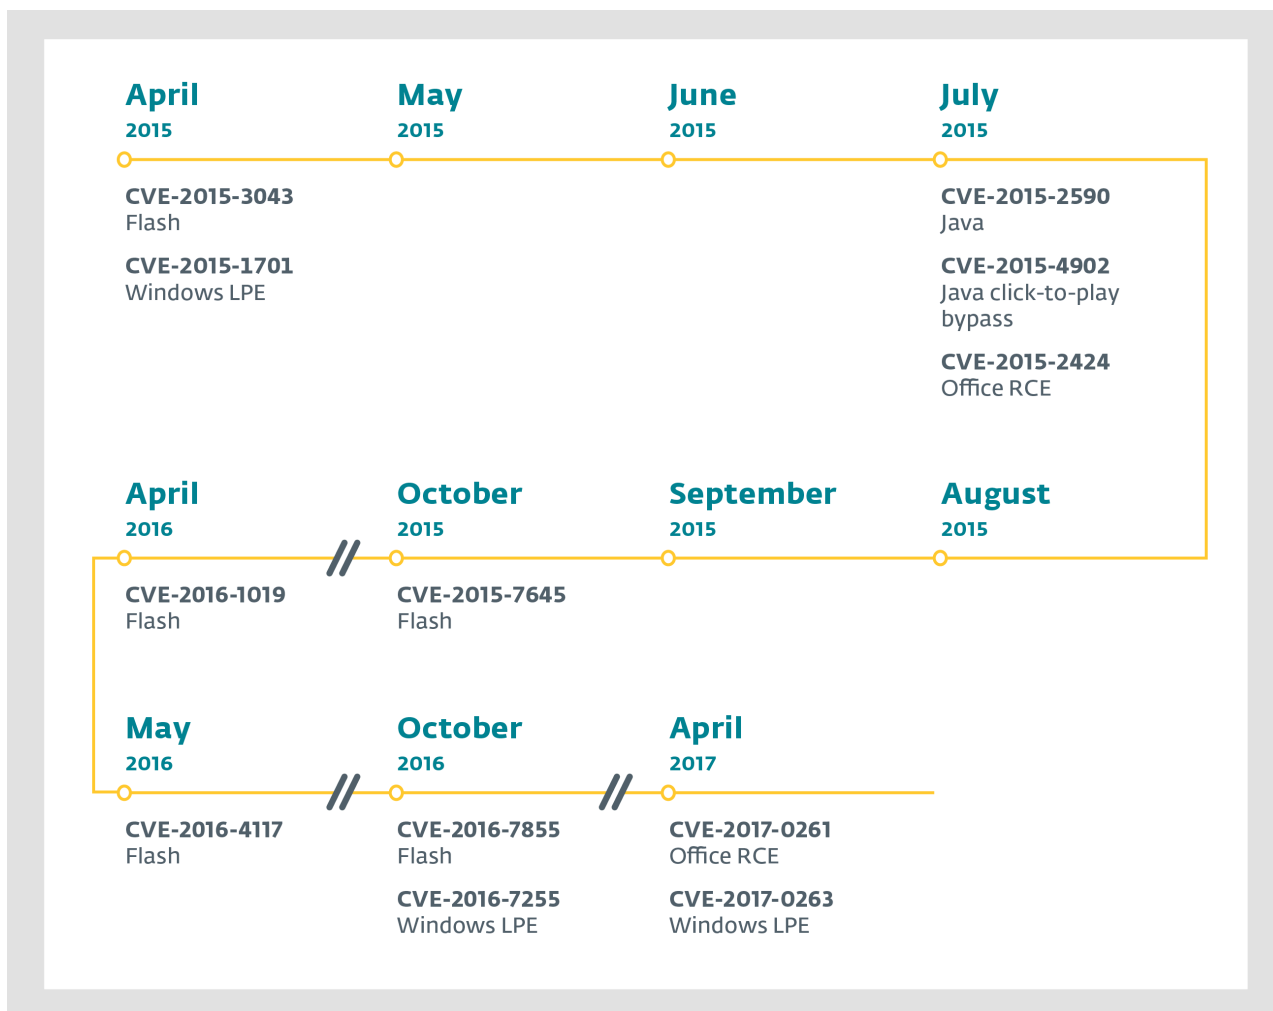 April
2015
CVE-2015-3043
Flash
CVE-2015-1701
Windows LPE
May
2015
June
2015
July
2015
CVE-2015-2590
Java
CVE-2015-4902
Java click-to-play
bypass
CVE-2015-2424
Office RCE
August
2015
September
2015
October
2015
CVE-2015-7645
Flash
April
2016
CVE-2016-1019
Flash
May
2016
CVE-2016-4117
Flash
October
2016
CVE-2016-7855
Flash
CVE-2016-7255
Windows LPE
April
2017
CVE-2017-0261
Office RCE
CVE-2017-0263
Windows LPE